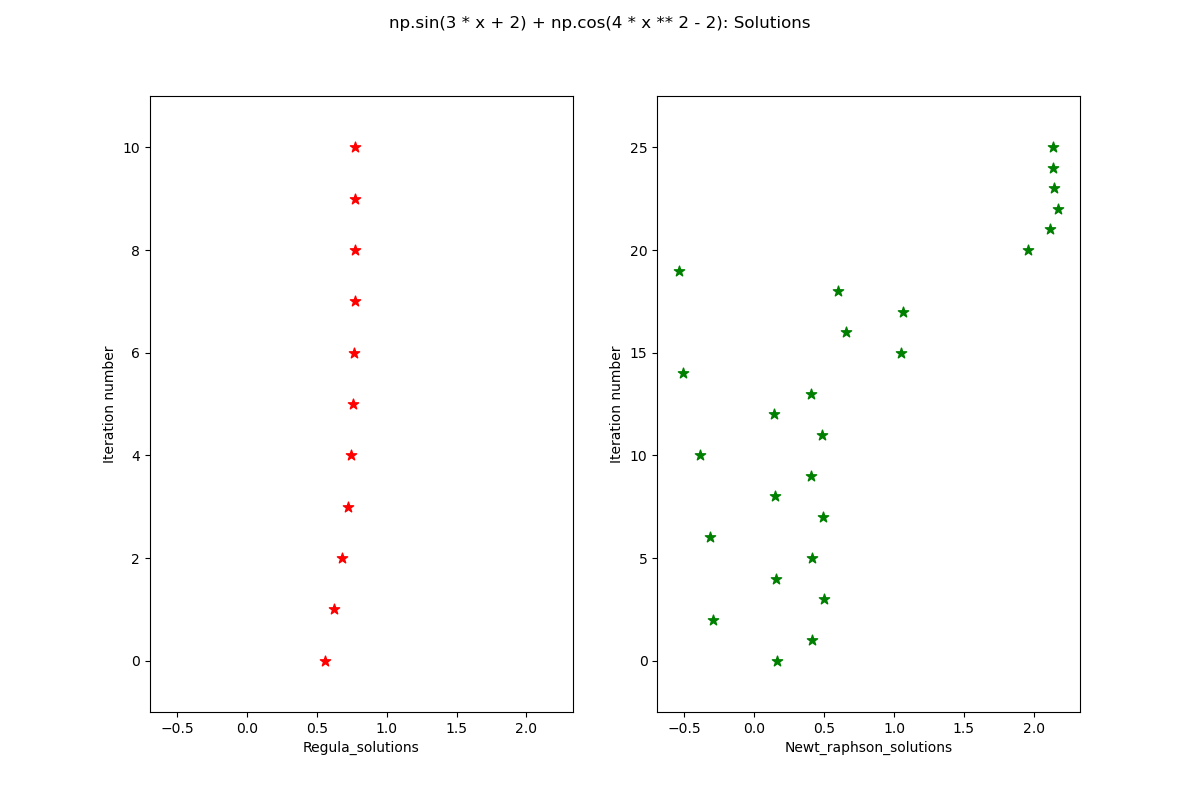 np.sin(3 * x + 2) + np.cos(4 * x ** 2 - 2): Solutions
Iteration number
10
8
6
4
2
0
−0.5 0.0 0.5 1.0 1.5 2.0
Regula_solutions
Iteration number
25
20
15
10
5
0
−0.5 0.0 0.5 1.0 1.5 2.0
Newt_raphson_solutions